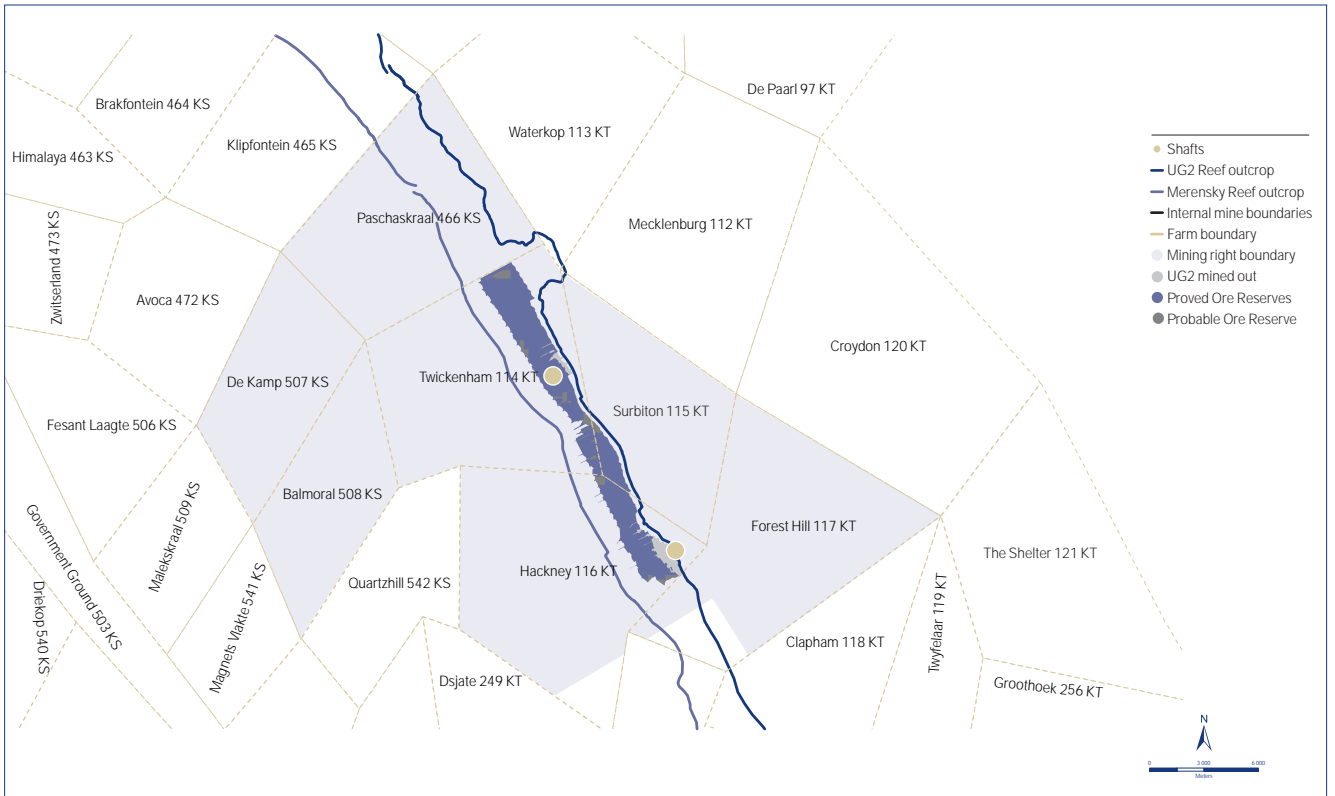 De Paarl 97 KT
Brakfontein 464 KS
Waterkop 113 KT
Klipfontein 465 KS
Himalaya 463 KS
Paschaskraal 466 KS
Mecklenburg 112 KT
Zwitserland 473 KS
Avoca 472 KS
Croydon 120 KT
De Kamp 507 KS
Twickenham 114 KT
Surbiton 115 KT
Fesant Laagte 506 KS
Balmoral 508 KS
Malekskraal 509 KS
Forest Hill 117 KT
Government Ground 503 KS
The Shelter 121 KT
Quartzhill 542 KS
Hackney 116 KT
Magnets Vlakte 541 KS
Driekop 540 KS
Twyfelaar 119 KT
Clapham 118 KT
Dsjate 249 KT
Groothoek 256 KT
Shafts
UG2 Reef outcrop
Merensky Reef outcrop
Internal mine boundaries
Farm boundary
Mining right boundary
UG2 mined out
Proved Ore Reserves
Probable Ore Reserve
N
0 3 000 6 000
Meters